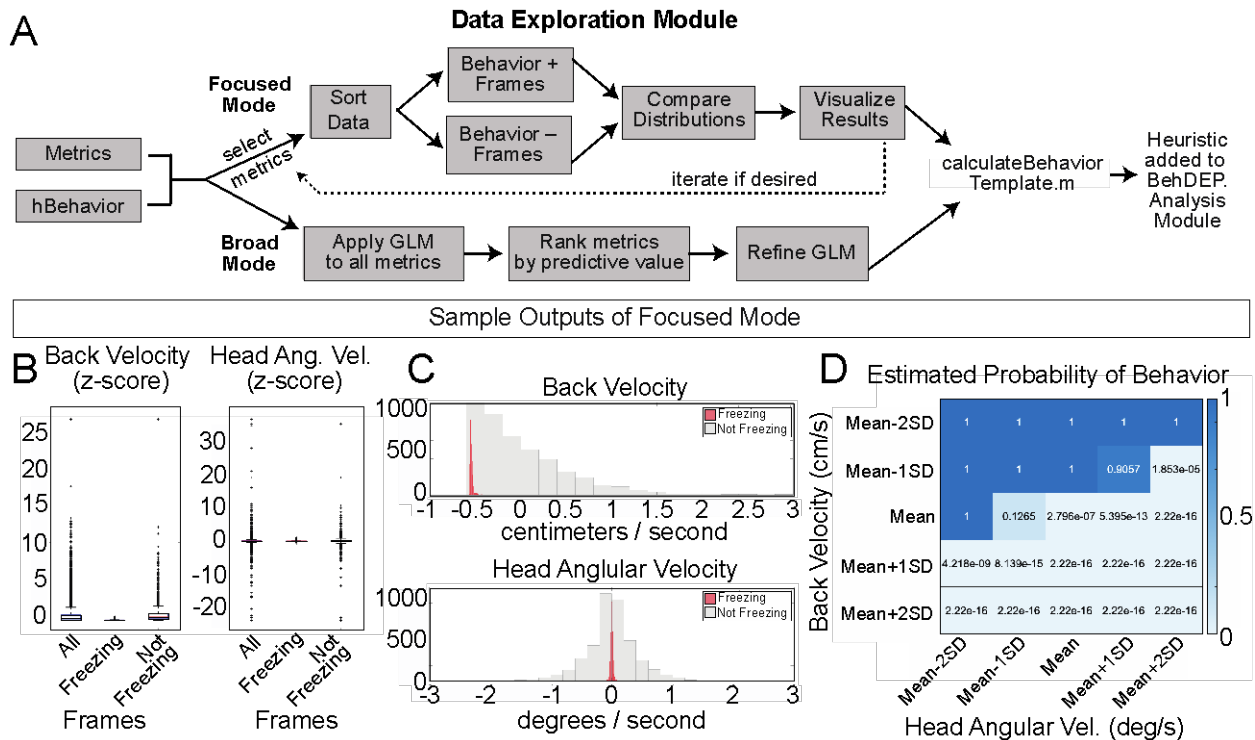 A
Data Exploration Module
Focused
Mode
select
metrics
Metrics
hBehavior
Sort
Data
Behavior +
Frames
Behavior –
Frames
Compare
Distributions
Visualize
Results
iterate if desired
Broad
Mode
Apply GLM
to all metrics
Rank metrics
by predictive value
Refine GLM
calculateBehavior
Template.m
Heuristic
added to
BehDEP.
Analysis
Module
Sample Outputs of Focused Mode
B
Back Velocity
(z-score)
25
20
15
10
5
0
All
Freezing
Not
Freezing
Frames
Head Ang. Vel.
(z-score)
30
20
10
0
-10
-20
All
Freezing
Not
Freezing
Frames
C
Back Velocity
1000
500
0
Freezing
Not Freezing
-1 -0.5 0 0.5 1 1.5 2 2.5 3
centimeters / second
Head Anglular Velocity
1000
500
0
Freezing
Not Freezing
-3 -2 -1 0 1 2 3
degrees / second
D
Estimated Probability of Behavior
Back Velocity (cm/s)
Mean-2SD 1 1 1 1 1
Mean-1SD 1 1 1 0.9057 1.853e-05
Mean 1 0.1265 2.796e-07 5.395e-13 2.22e-16
Mean+1SD 4.218e-09 8.139e-15 2.22e-16 2.22e-16 2.22e-16
Mean+2SD 2.22e-16 2.22e-16 2.22e-16 2.22e-16 2.22e-16
Mean-2SD Mean-1SD Mean Mean+1SD Mean+2SD
Head Angular Vel. (deg/s)
1
0.5
0